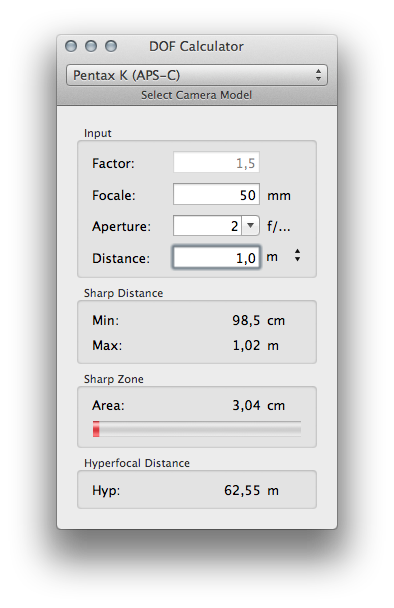 DOF Calculator
Pentax K (APS-C)
Select Camera Model
Input
Factor: 1,5
Focale: 50 mm
Aperture: 2 f/...
Distance: 1,0 m
Sharp Distance
Min: 98,5 cm
Max: 1,02 m
Sharp Zone
Area: 3,04 cm
Hyperfocal Distance
Hyp: 62,55 m